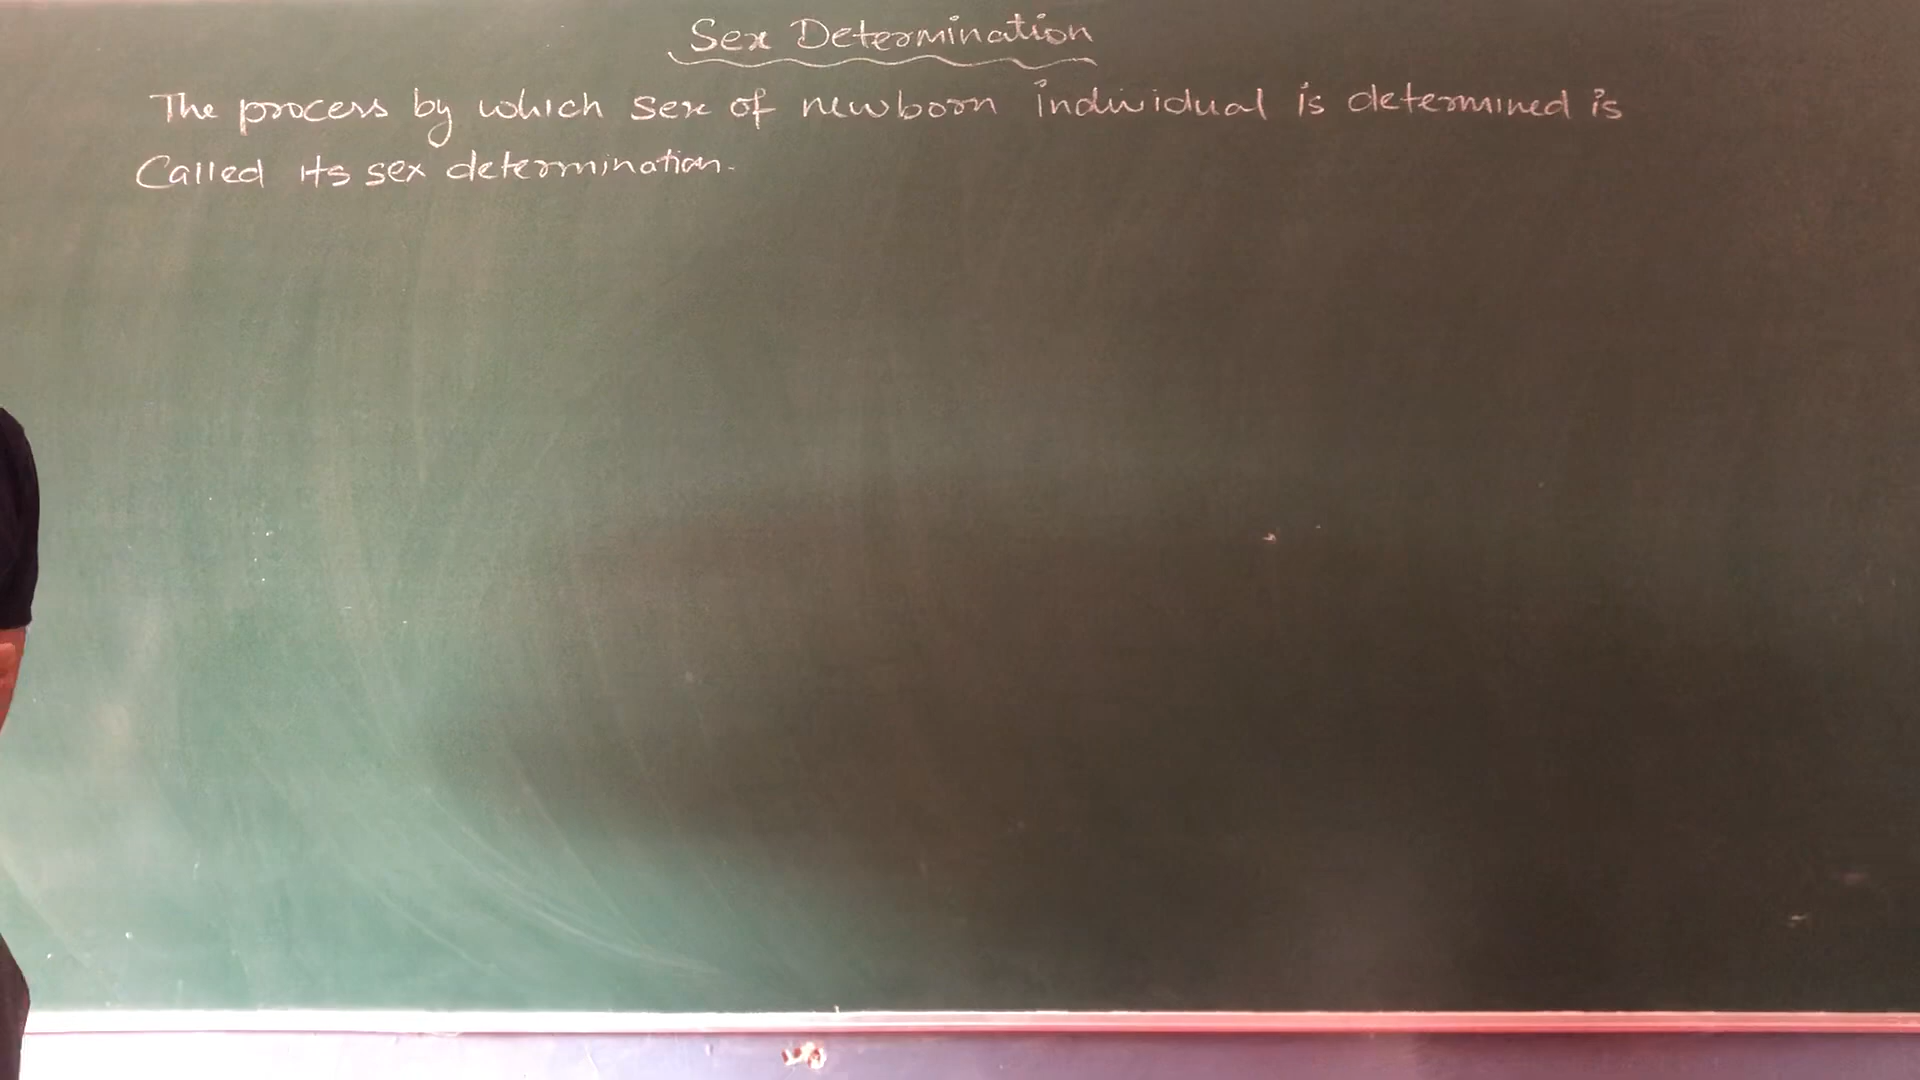 Sex Determination
The process by which sex of newborn individual is determined is
Called its sex determination.